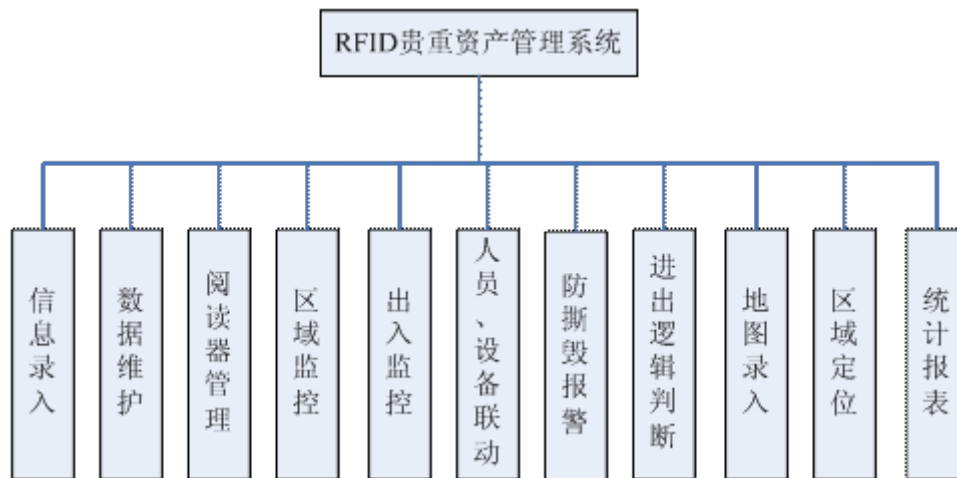 RFID贵重资产管理系统
信息录入
数据维护
阅读器管理
区域监控
出入监控
人员、设备联动
防撕毁报警
进出逻辑判断
地图录入
区域定位
统计报表